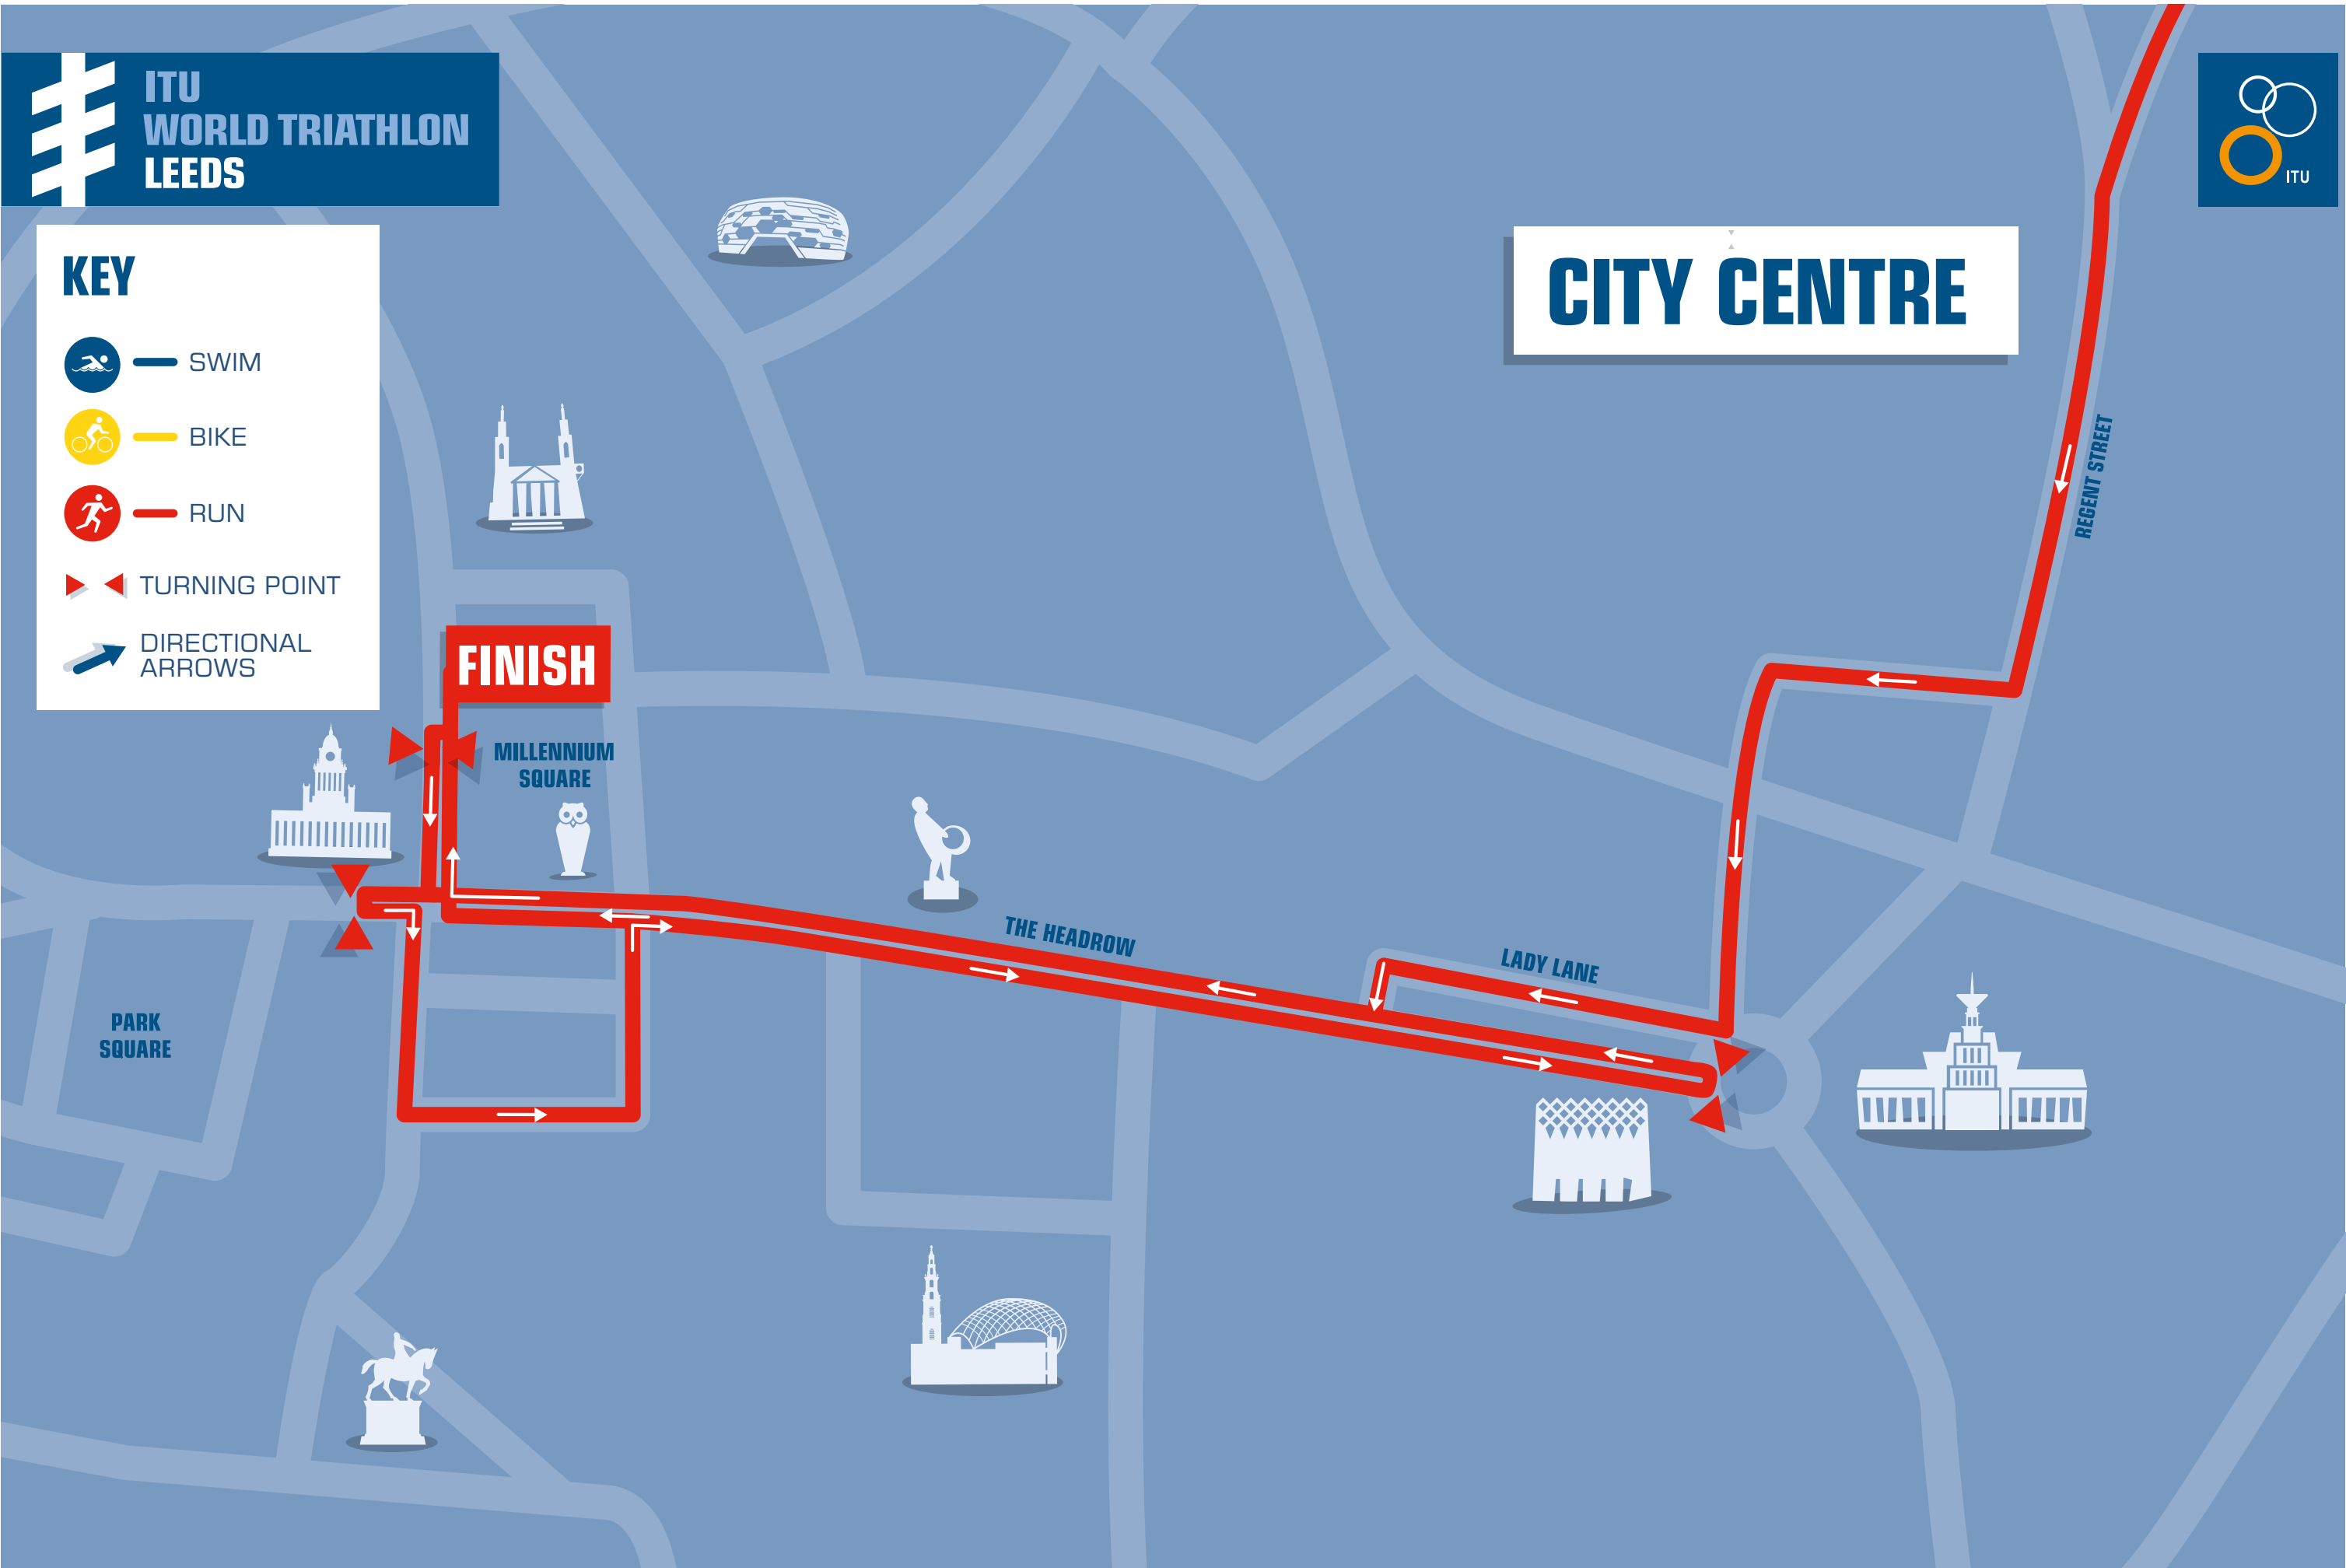 ITU
WORLD TRIATHLON
LEEDS
ITU
KEY
SWIM
BIKE
RUN
TURNING POINT
DIRECTIONAL
ARROWS
CITY CENTRE
REGENT STREET
FINISH
MILLENNIUM
SQUARE
THE HEADROW
LADY LANE
PARK
SQUARE